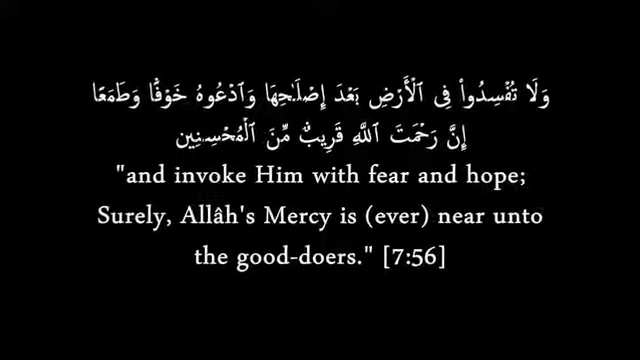 وَلَا تُفْسِدُوا۟ فِى ٱلْأَرْضِ بَعْدَ إِصْلَـٰحِهَا وَٱدْعُوهُ خَوْفًا وَطَمَعًا
إِنَّ رَحْمَتَ ٱللَّهِ قَرِيبٌ مِّنَ ٱلْمُحْسِنِين
"and invoke Him with fear and hope;
Surely, Allâh's Mercy is (ever) near unto
the good-doers." [7:56]